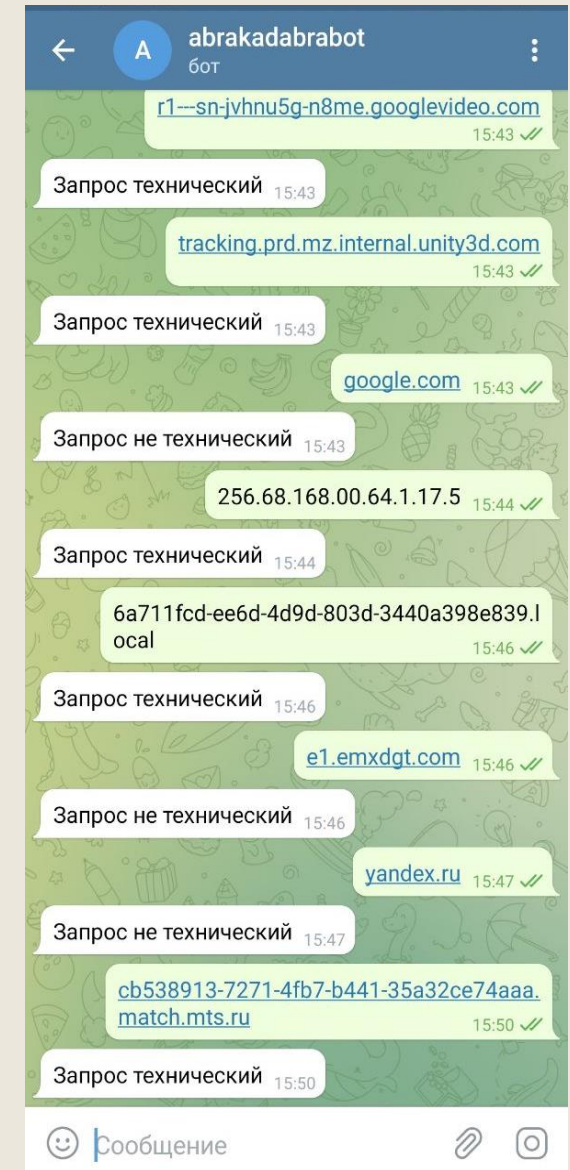 A
abrakadabrabot
бот
r1---sn-jvhnu5g-n8me.googlevideo.com
15:43
Запрос технический 15:43
tracking.prd.mz.internal.unity3d.com
15:43
Запрос технический 15:43
google.com 15:43
Запрос не технический 15:43
256.68.168.00.64.1.17.5 15:44
Запрос технический 15:44
6a711fcd-ee6d-4d9d-803d-3440a398e839.l
ocal 15:46
Запрос технический 15:46
e1.emxdgt.com 15:46
Запрос не технический 15:46
yandex.ru 15:47
Запрос не технический 15:47
cb538913-7271-4fb7-b441-35a32ce74aaa.
match.mts.ru 15:50
Запрос технический 15:50
Сообщение